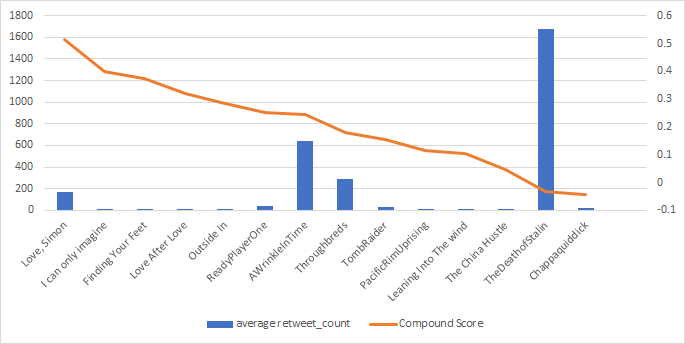 1800
1600
1400
1200
1000
800
600
400
200
0
0.6
0.5
0.4
0.3
0.2
0.1
0
-0.1
Love, Simon
I can only imagine
Finding Your Feet
Love After Love
Outside In
ReadyPlayerOne
AWrinkleInTime
Throughbreds
TombRaider
PacificRimUprising
Leaning Into The wind
The China Hustle
TheDeathofStalin
Chappaquiddick
average retweet_count
Compound Score